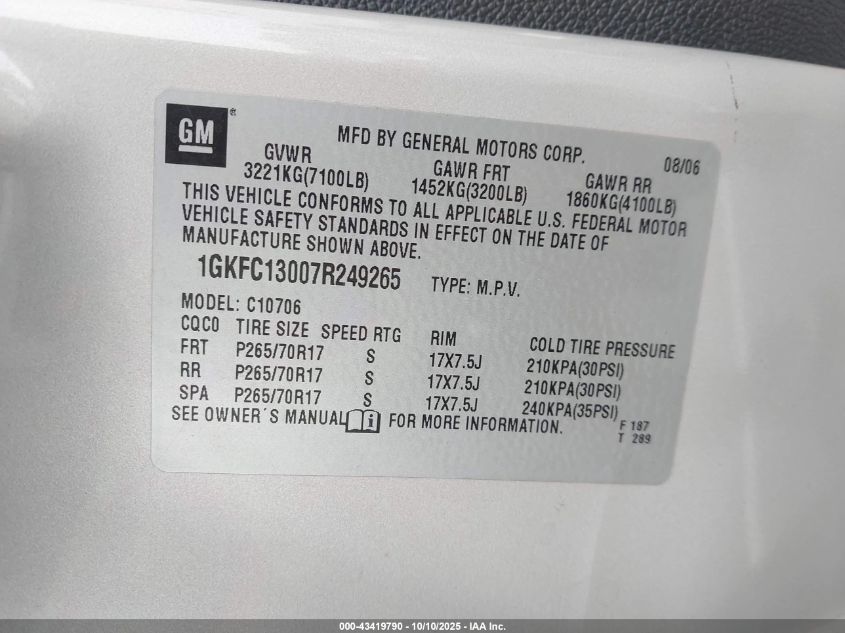 GM
®
MFD BY GENERAL MOTORS CORP. 08/06
GVWR GAWR FRT GAWR RR
3221KG(7100LB) 1452KG(3200LB) 1860KG(4100LB)
THIS VEHICLE CONFORMS TO ALL APPLICABLE U.S. FEDERAL MOTOR
VEHICLE SAFETY STANDARDS IN EFFECT ON THE DATE OF
MANUFACTURE SHOWN ABOVE.
1GKFC13007R249265 TYPE: M.P.V.
MODEL: C10706
CQC0 TIRE SIZE SPEED RTG RIM COLD TIRE PRESSURE
FRT P265/70R17 S 17X7.5J 210KPA(30PSI)
RR P265/70R17 S 17X7.5J 210KPA(30PSI)
SPA P265/70R17 S 17X7.5J 240KPA(35PSI)
SEE OWNER´S MANUAL i FOR MORE INFORMATION. F 187
T 289
000-43419790 - 10/10/2025 - IAA Inc.